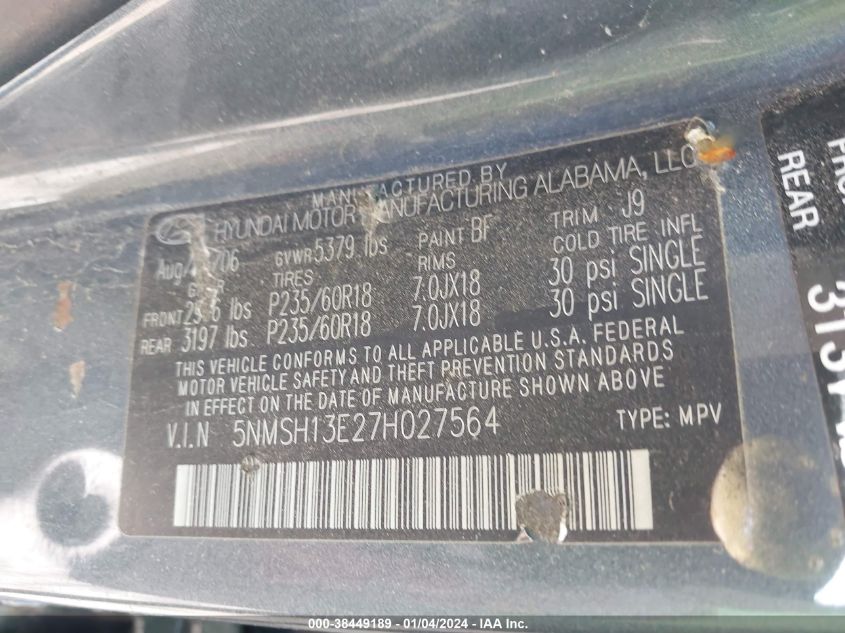 MANUFACTURED BY
HYUNDAI MOTOR MANUFACTURING ALABAMA, LLC
GVWR 5379 lbs PAINT BF TRIM J9
TIRES RIMS COLD TIRE INFL
FRONT lbs P235/60R18 7.0JX18 30 psi SINGLE
REAR 3197 lbs P235/60R18 7.0JX18 30 psi SINGLE
THIS VEHICLE CONFORMS TO ALL APPLICABLE U.S.A. FEDERAL
MOTOR VEHICLE SAFETY AND THEFT PREVENTION STANDARDS
IN EFFECT ON THE DATE OF MANUFACTURE SHOWN ABOVE
V.I.N 5NMSH13E27H027564 TYPE: MPV
REAR
000-38449189 - 01/04/2024 - IAA Inc.